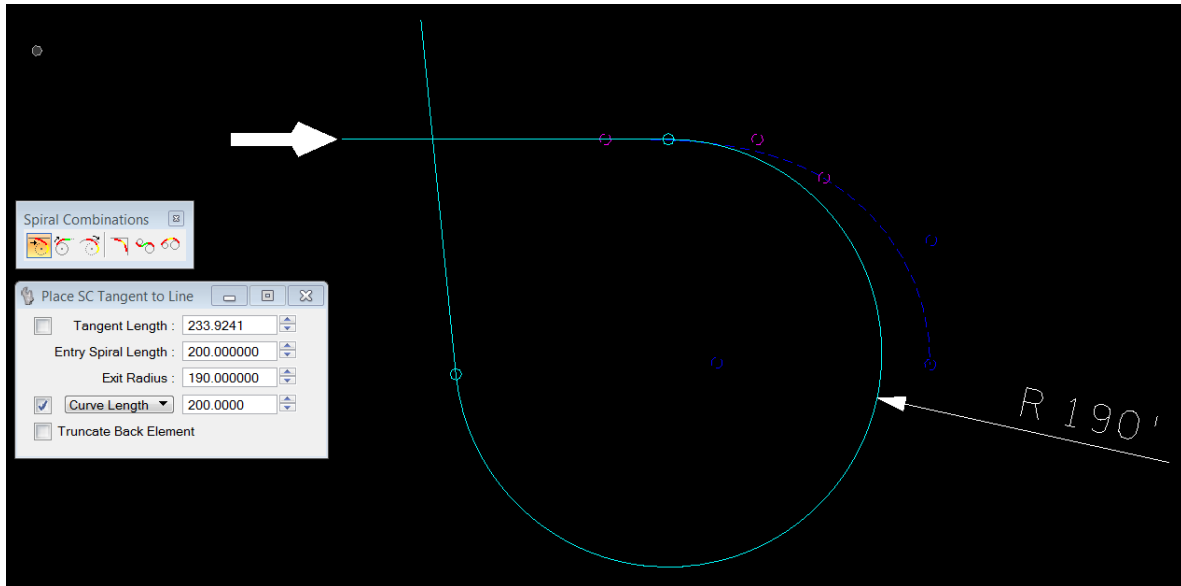 Spiral Combinations
Place SC Tangent to Line
Tangent Length : 233.9241
Entry Spiral Length : 200.000000
Exit Radius : 190.000000
Curve Length 200.0000
Truncate Back Element
R 190'